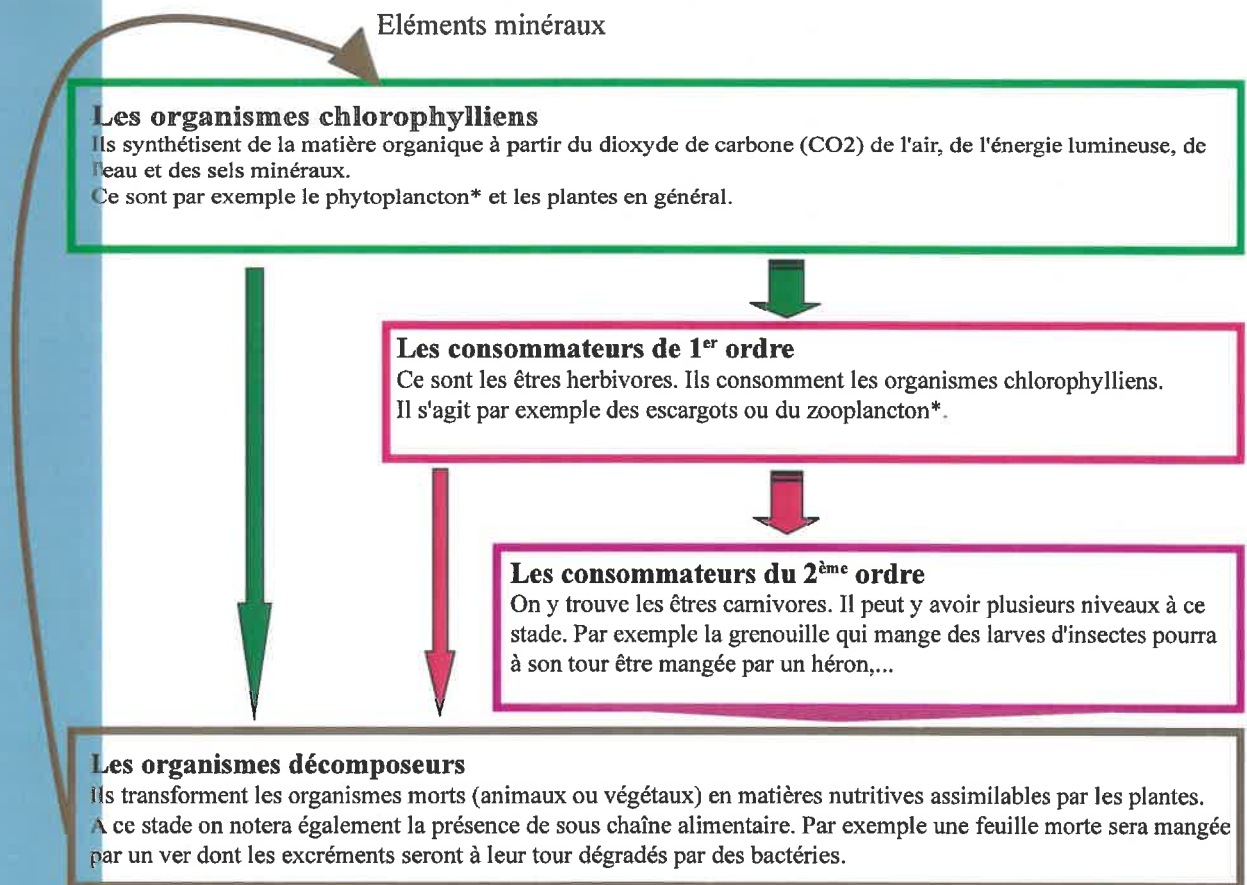 Eléments minéraux
Les organismes chlorophylliens
Ils synthétisent de la matière organique à partir du dioxyde de carbone (CO2) de l'air, de l'énergie lumineuse, de
l'eau et des sels minéraux.
Ce sont par exemple le phytoplancton* et les plantes en général.
Les consommateurs de 1er ordre
Ce sont les êtres herbivores. Ils consomment les organismes chlorophylliens.
Il s'agit par exemple des escargots ou du zooplancton*.
Les consommateurs du 2ème ordre
On y trouve les êtres carnivores. Il peut y avoir plusieurs niveaux à ce
stade. Par exemple la grenouille qui mange des larves d'insectes pourra
à son tour être mangée par un héron,...
Les organismes décomposeurs
Ils transforment les organismes morts (animaux ou végétaux) en matières nutritives assimilables par les plantes.
A ce stade on notera également la présence de sous chaîne alimentaire. Par exemple une feuille morte sera mangée
par un ver dont les excréments seront à leur tour dégradés par des bactéries.